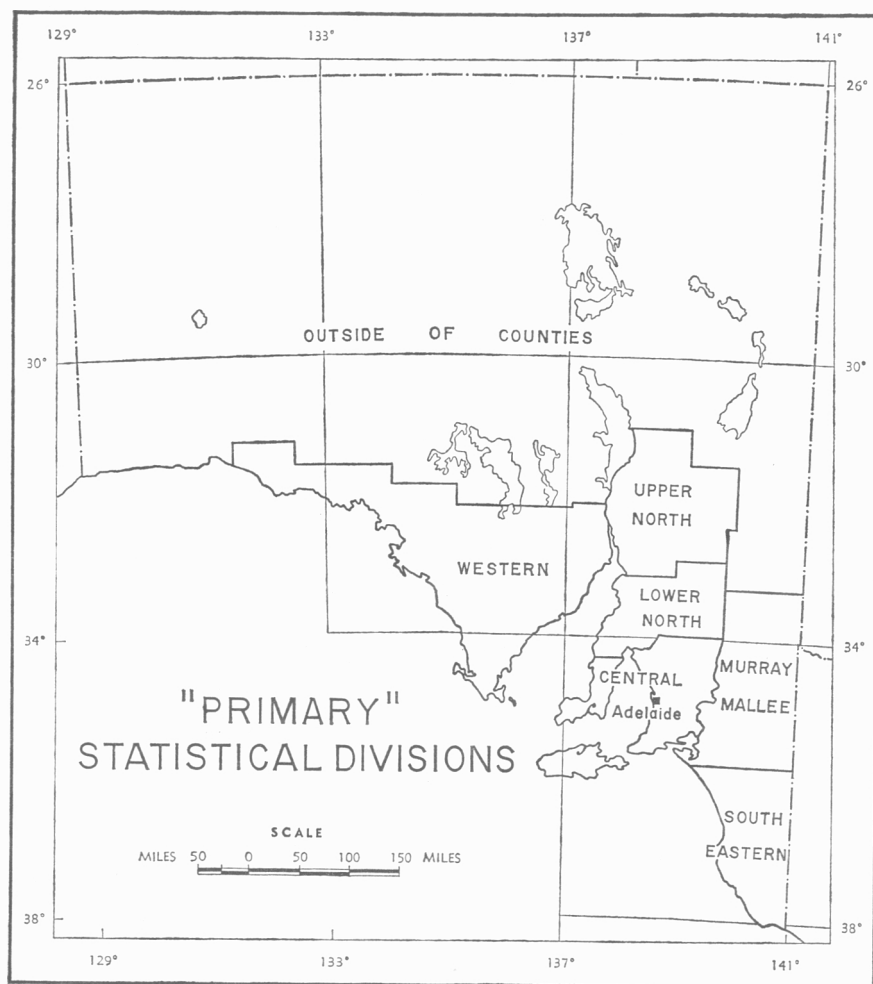 129° 133° 137° 141°
26° 26°
OUTSIDE OF COUNTIES
30° 30°
UPPER
NORTH
WESTERN
LOWER
NORTH
34° 34°
CENTRAL
MURRAY
MALLEE
Adelaide
"PRIMARY"
STATISTICAL DIVISIONS
SOUTH
EASTERN
SCALE
MILES 50 0 50 100 150 MILES
38° 38°
129° 133° 137° 141°